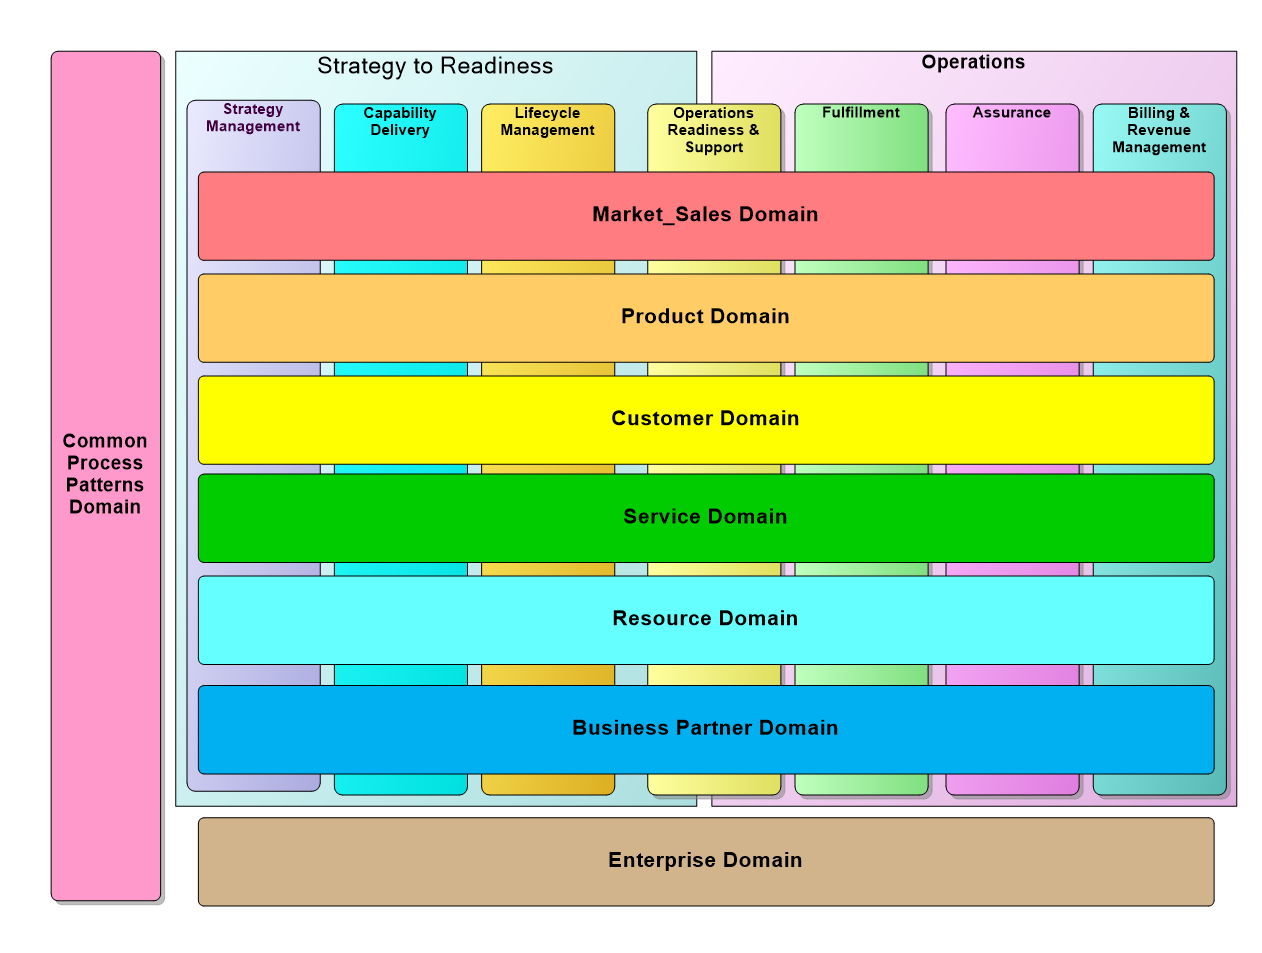 Strategy to Readiness
Operations
Strategy
Management
Capability
Delivery
Lifecycle
Management
Operations
Readiness &
Support
Fulfillment
Assurance
Billing &
Revenue
Management
Market_Sales Domain
Product Domain
Customer Domain
Common
Process
Patterns
Domain
Service Domain
Resource Domain
Business Partner Domain
Enterprise Domain